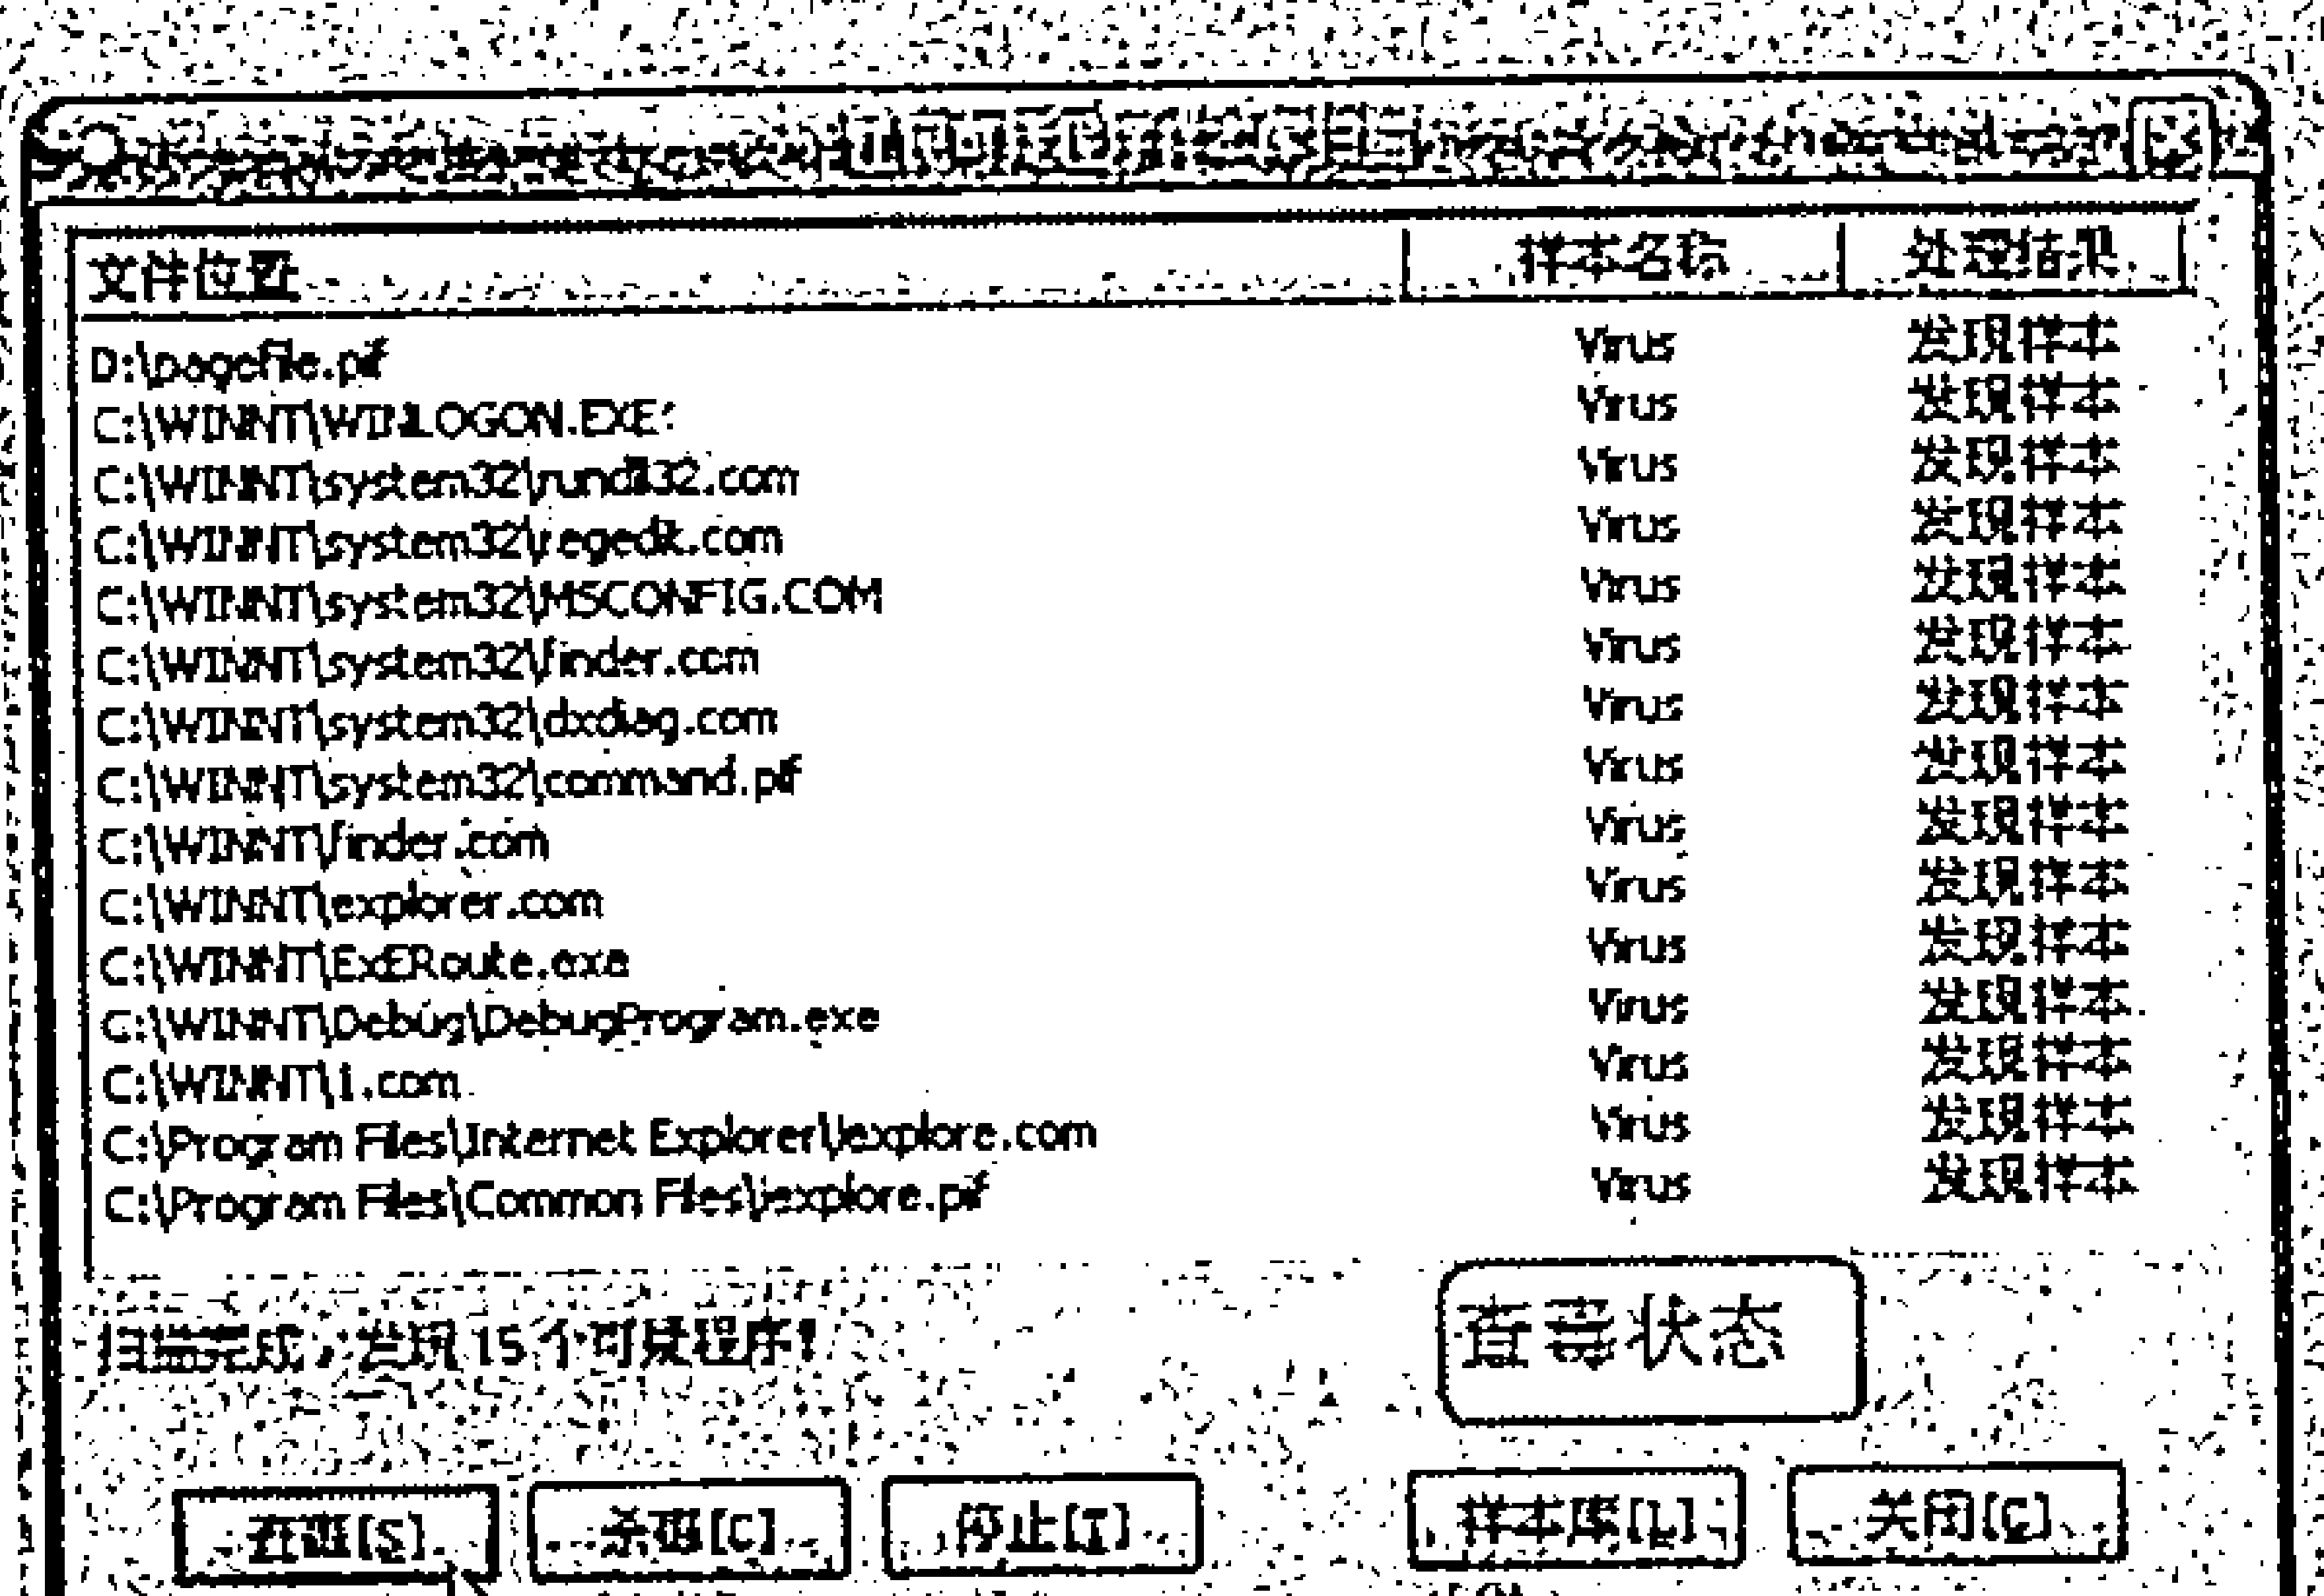 文件位置 样本名称 处理结果
D:\pagefile.pif Virus 发现样本
C:\WINNT\WINLOGON.EXE Virus 发现样本
C:\WINNT\system32\rundll32.com Virus 发现样本
C:\WINNT\system32\regedit.com Virus 发现样本
C:\WINNT\system32\MSCONFIG.COM Virus 发现样本
C:\WINNT\system32\finder.com Virus 发现样本
C:\WINNT\system32\dxdiag.com Virus 发现样本
C:\WINNT\system32\command.pif Virus 发现样本
C:\WINNT\finder.com Virus 发现样本
C:\WINNT\explorer.com Virus 发现样本
C:\WINNT\ExERoute.exe Virus 发现样本
C:\WINNT\Debug\DebugProgram.exe Virus 发现样本
C:\WINNT\1.com Virus 发现样本
C:\Program Files\Internet Explorer\iexplore.com Virus 发现样本
C:\Program Files\Common Files\iexplore.pif Virus 发现样本
扫描完成，发现 15 个可疑程序！
查毒状态
[S] 杀毒[C] 停止[T] 样本库[L] 关闭[C]